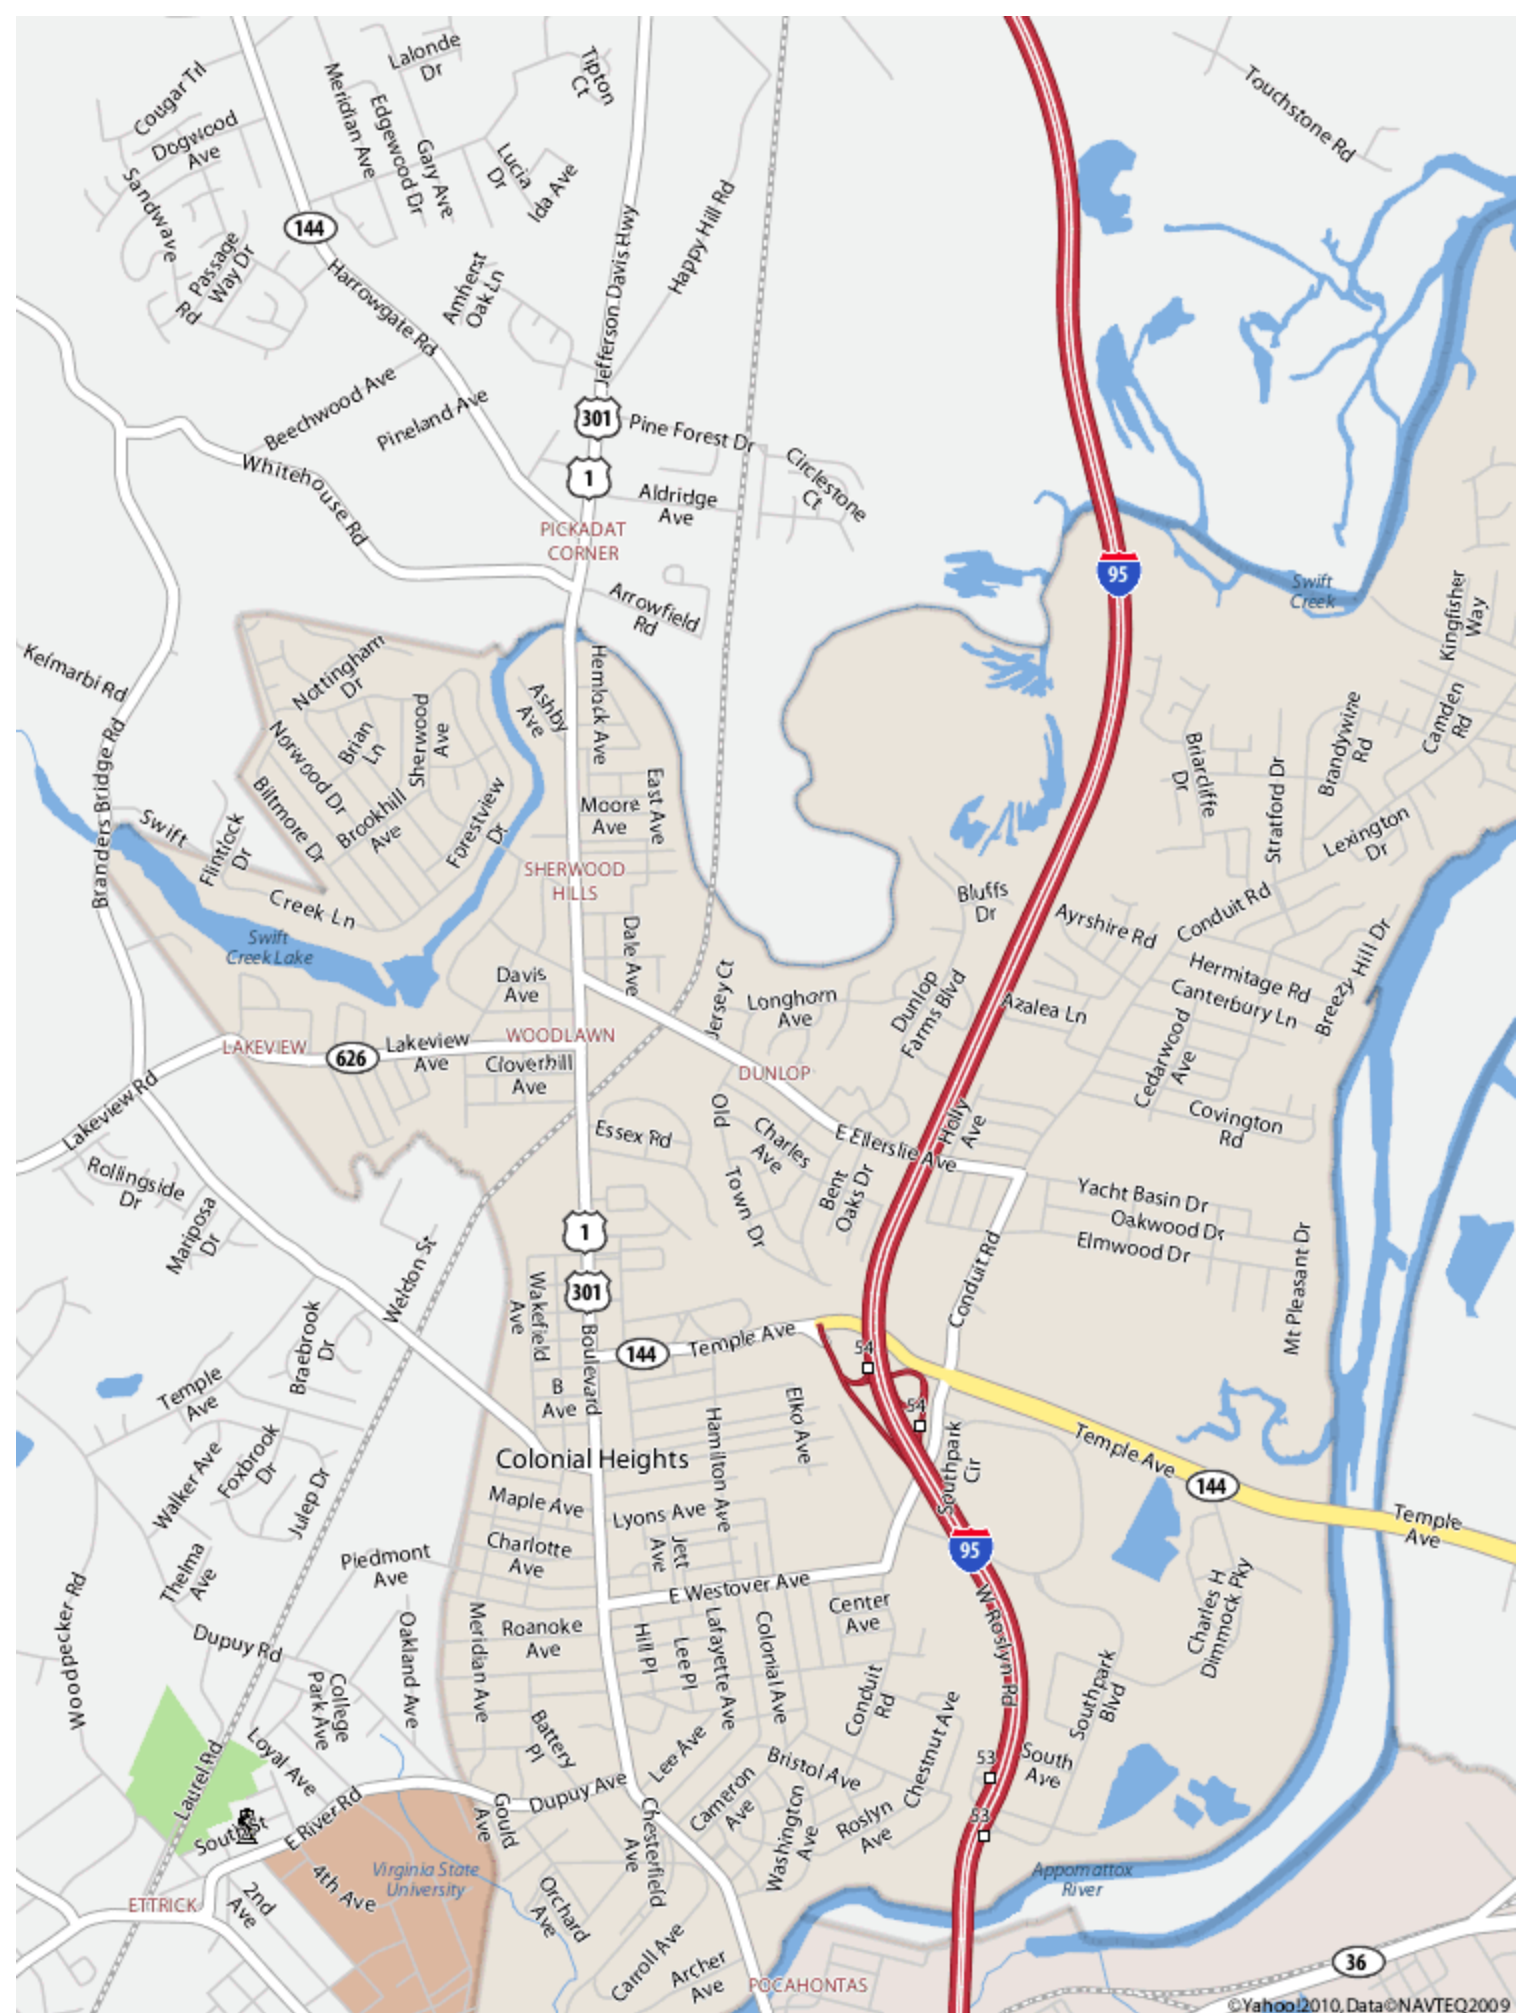 Lalonde
Dr
Tipton
Ct
Cougar Trl
Meridian Ave
Touchstone Rd
Dogwood
Ave
Edgewood Dr
Gary Ave
Lucia
Dr
Ida Ave
Sandwave
Rd
Passage
Way Dr
144
Happy Hill Rd
Jefferson Davis Hwy
Harrowgate Rd
Amherst
Oak Ln
Beechwood Ave
Pineland Ave
301
Pine Forest Dr
Circlestone
Ct
Whitehouse Rd
1
Aldridge
Ave
PICKADAT
CORNER
95
Swift
Creek
Arrowfield
Rd
Kingfisher
Way
Kelmarbi Rd
Nottingham
Dr
Hemlock Ave
Ashby
Ave
Sherwood
Ave
Brian
Ln
Norwood Dr
Camden
Rd
Brandywine
Rd
Briarcliffe
Dr
Stratford Dr
Branders Bridge Rd
Biltmore Dr
Brookhill
Ave
Forestview
Dr
East Ave
Moore
Ave
Lexington
Dr
Swift
Creek Ln
Flintlock
Dr
SHERWOOD
HILLS
Bluffs
Dr
Conduit Rd
Ayrshire Rd
Swift
Creek Lake
Dale Ave
Breezy Hill Dr
Hermitage Rd
Canterbury Ln
Davis
Ave
Jersey Ct
Longhorn
Ave
Dunlop
Farms Blvd
Azalea Ln
WOODLAWN
LAKEVIEW
626
Lakeview
Ave
Cloverhill
Ave
DUNLOP
Cedarwood
Ave
Lakeview Rd
Old
Town Dr
Essex Rd
Charles
Ave
E Ellerslie Ave
Holly
Ave
Covington
Rd
Rollingside
Dr
Bent
Oaks Dr
Yacht Basin Dr
Oakwood Dr
Elmwood Dr
Mariposa
Dr
1
Weldon St
301
Wakefield
Ave
Boulevard
Conduit Rd
Mt Pleasant Dr
Braebrook
Dr
144
Temple Ave
54
Temple
Ave
B
Ave
Elko Ave
54
Hamilton Ave
Southpark
Cir
Temple Ave
Colonial Heights
Walker Ave
Foxbrook
Dr
Julep Dr
144
Maple Ave
Lyons Ave
Temple
Ave
Charlotte
Ave
Jett
Ave
95
Piedmont
Ave
Thelma
Ave
Charles H
Dimmock Pky
Woodpecker Rd
E Westover Ave
Center
Ave
W Roslyn Rd
Dupuy Rd
Oakland Ave
Meridian Ave
Roanoke
Ave
Hill Pl
Lee Pl
Lafayette Ave
Colonial Ave
Conduit
Rd
Southpark
Blvd
College
Park Ave
Chestnut Ave
Battery
Pl
Lee Ave
Loyal Ave
Laurel Rd
Bristol Ave
53
South
Ave
Dupuy Ave
Cameron
Ave
E River Rd
Gould
Ave
Chesterfield
Ave
Washington
Ave
Roslyn
Ave
53
South St
4th Ave
Virginia State
University
Appomattox
River
ETTRICK
2nd
Ave
Orchard
Ave
Carroll Ave
Archer
Ave
POCAHONTAS
36
©Yahoo!2010, Data©NAVTEQ2009